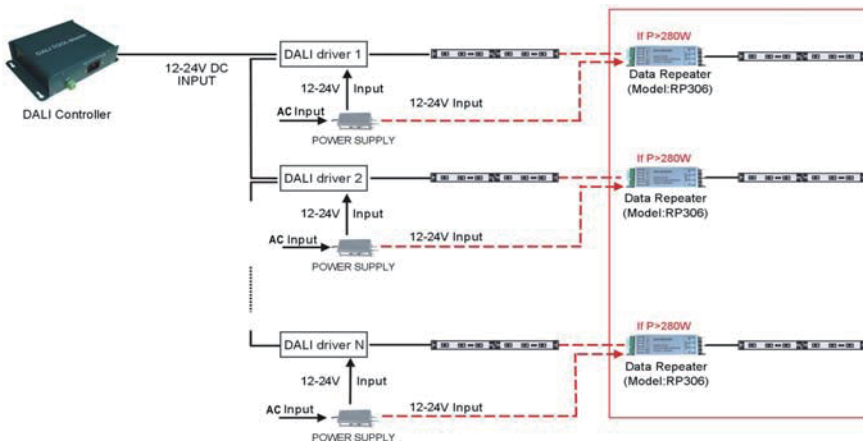 DALI Controller
12-24V DC
INPUT
DALI driver 1
12-24V Input
AC Input
POWER SUPPLY
12-24V Input
If P>280W
Data Repeater
(Model:RP306)
DALI driver 2
12-24V Input
AC Input
POWER SUPPLY
12-24V Input
If P>280W
Data Repeater
(Model:RP306)
DALI driver N
12-24V Input
AC Input
POWER SUPPLY
12-24V Input
If P>280W
Data Repeater
(Model:RP306)